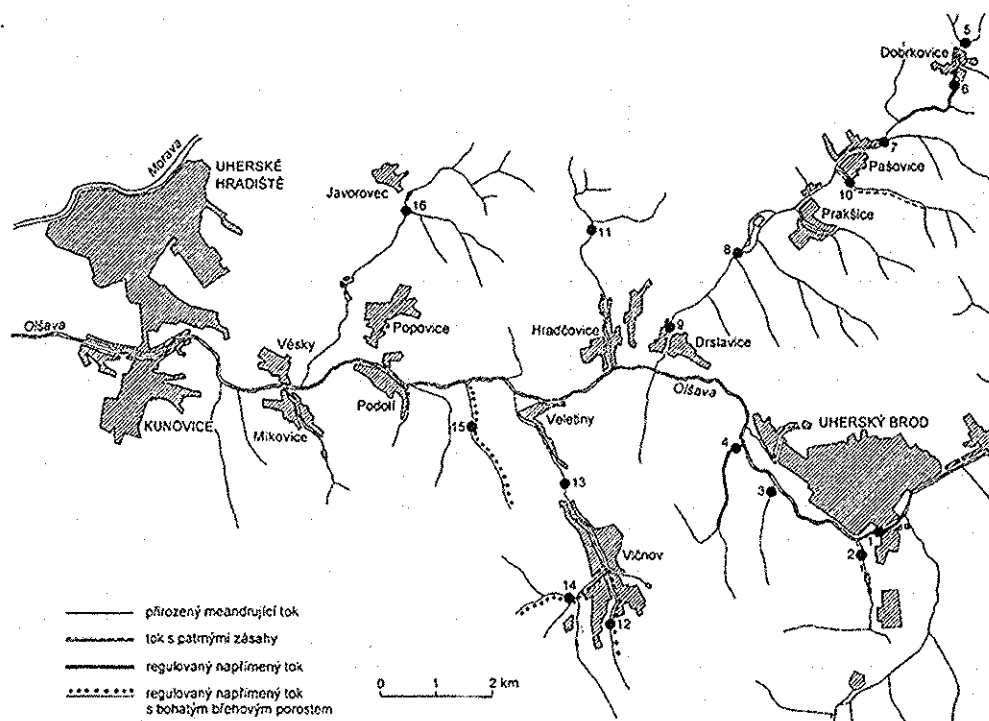 5
Dobrkovice
6
Morava
UHERSKÉ
HRADIŠTĚ
7
Pašovice
10
Javorovec
16
Prakšice
11
8
Olšava
Popovice
Hradčovice
9
Drslavice
Věsky
Podolí
Olšava
KUNOVICE
Mikovice
Veletiny
UHERSKÝ BROD
15
4
13
3
1
2
Vlčnov
14
12
přirozený meandrující tok
tok s patrnými zásahy
regulovaný napřímený tok
regulovaný napřímený tok
s bohatým břehovým porostem
0 1 2 km